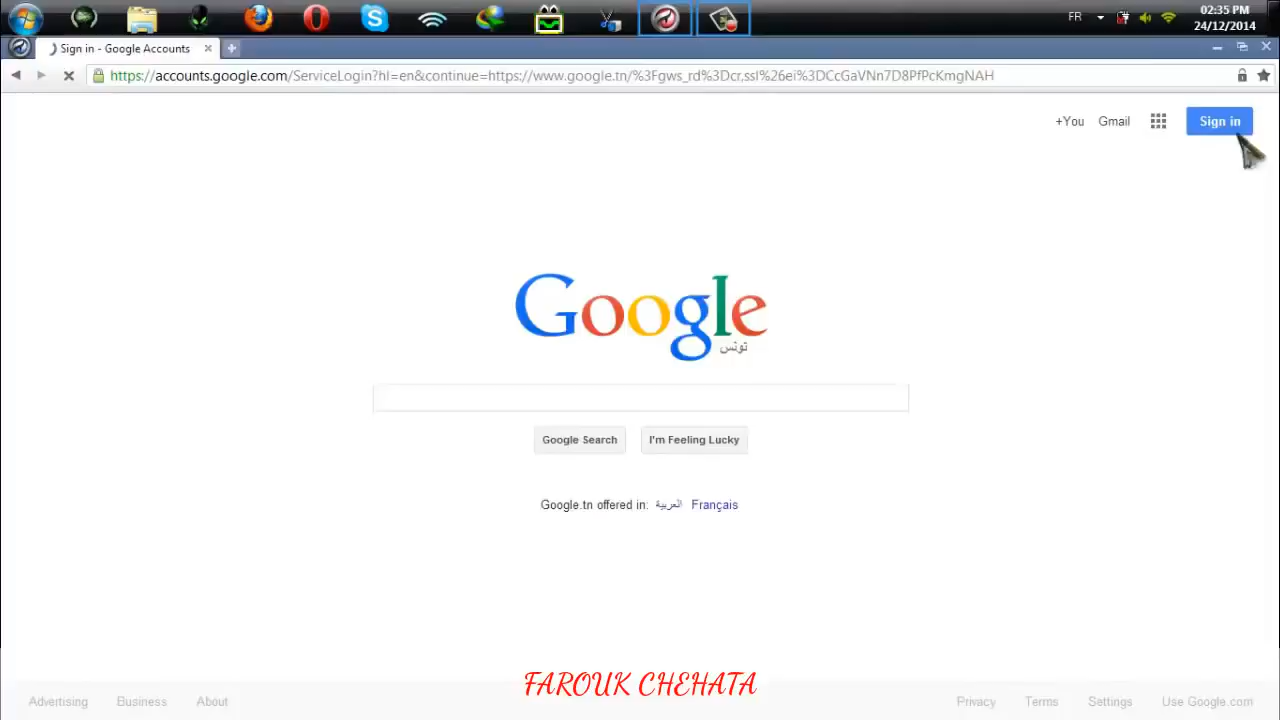 FR
02:35 PM
24/12/2014
Sign in - Google Accounts
https://accounts.google.com/ServiceLogin?hl=en&continue=https://www.google.tn/%3Fgws_rd%3Dcr,ssl%26ei%3DCcGaVNn7D8PfPcKmgNAH
+You Gmail Sign in
Google
تونس
Google Search I'm Feeling Lucky
Google.tn offered in: العربية Français
FAROUK CHEHATA
Advertising Business About Privacy Terms Settings Use Google.com